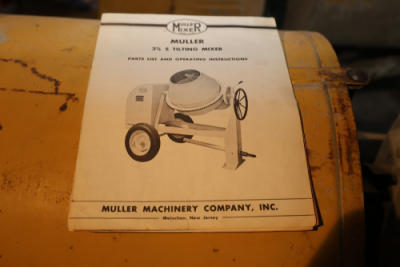 MULLER
MIXER
MULLER
3½ S TILTING MIXER
PARTS LIST AND OPERATING INSTRUCTIONS
MULLER MACHINERY COMPANY, INC.
Metuchen, New Jersey